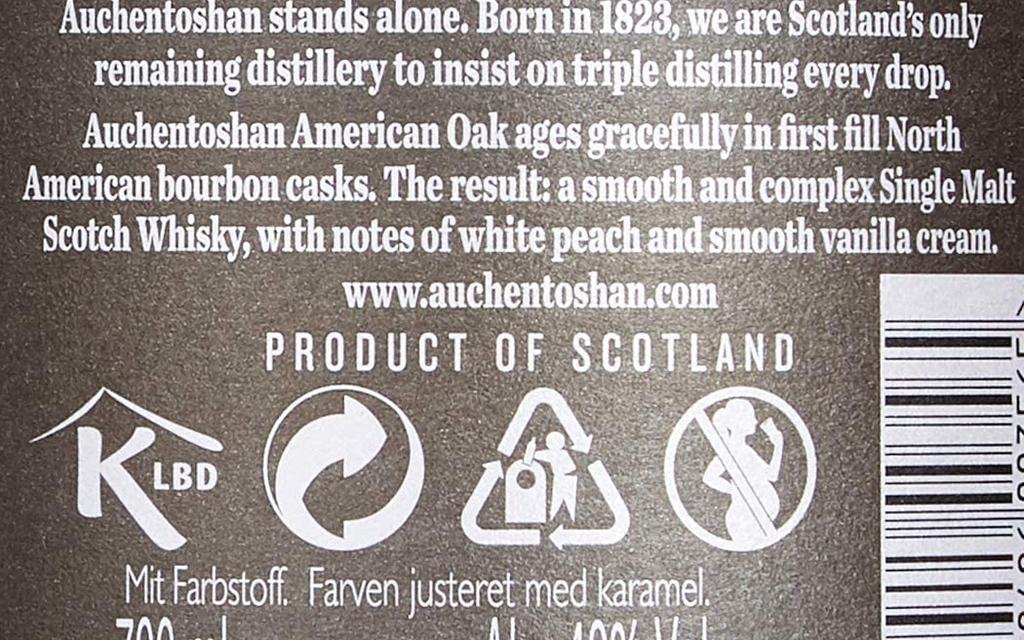 Auchentoshan stands alone. Born in 1823, we are Scotland's only
remaining distillery to insist on triple distilling every drop.
Auchentoshan American Oak ages gracefully in first fill North
American bourbon casks. The result: a smooth and complex Single Malt
Scotch Whisky, with notes of white peach and smooth vanilla cream.
www.auchentoshan.com
PRODUCT OF SCOTLAND
K LBD
Mit Farbstoff. Farven justeret med karamel.